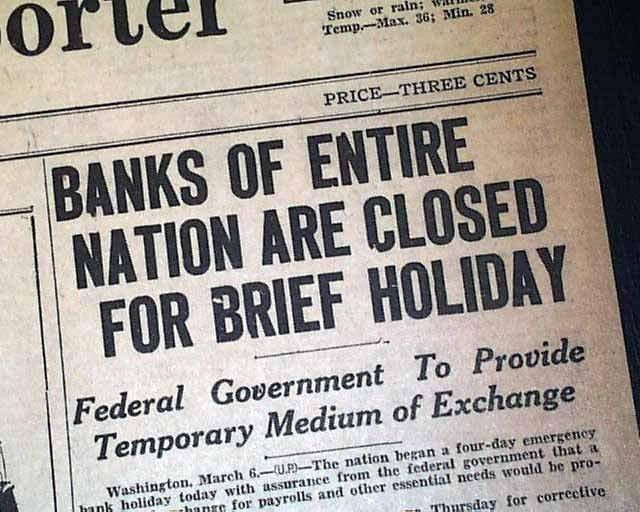 orter
Snow or rain;
Temp.—Max. 36; Min. 28
PRICE—THREE CENTS
BANKS OF ENTIRE
NATION ARE CLOSED
FOR BRIEF HOLIDAY
Federal Government To Provide
Temporary Medium of Exchange
Washington, March 6.—(U.P.)—The nation began a four-day emergency
bank holiday today with assurance from the federal government that a
change for payrolls and other essential needs would be pro-
Thursday for corrective